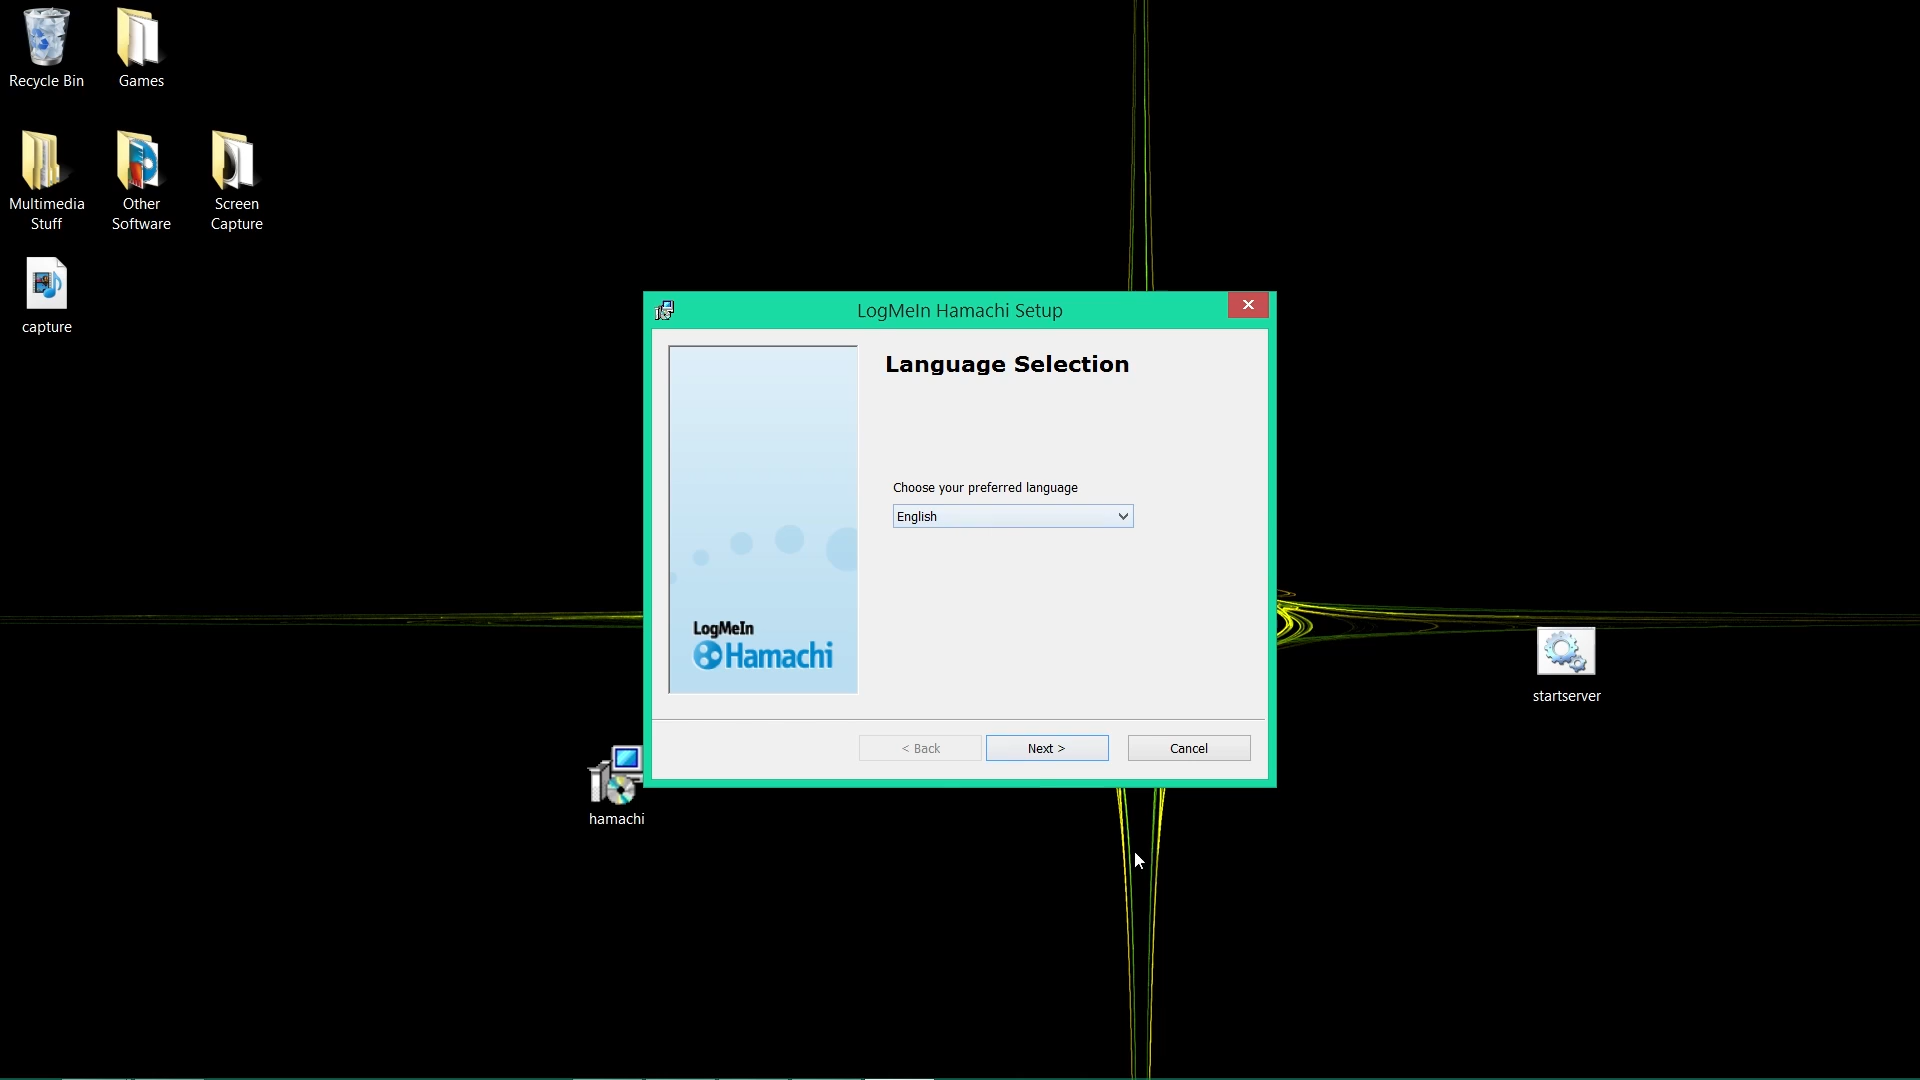 Recycle Bin
Games
Multimedia
Stuff
Other
Software
Screen
Capture
capture
LogMeIn Hamachi Setup
Language Selection
Choose your preferred language
English
LogMeIn
Hamachi
< Back
Next >
Cancel
startserver
hamachi